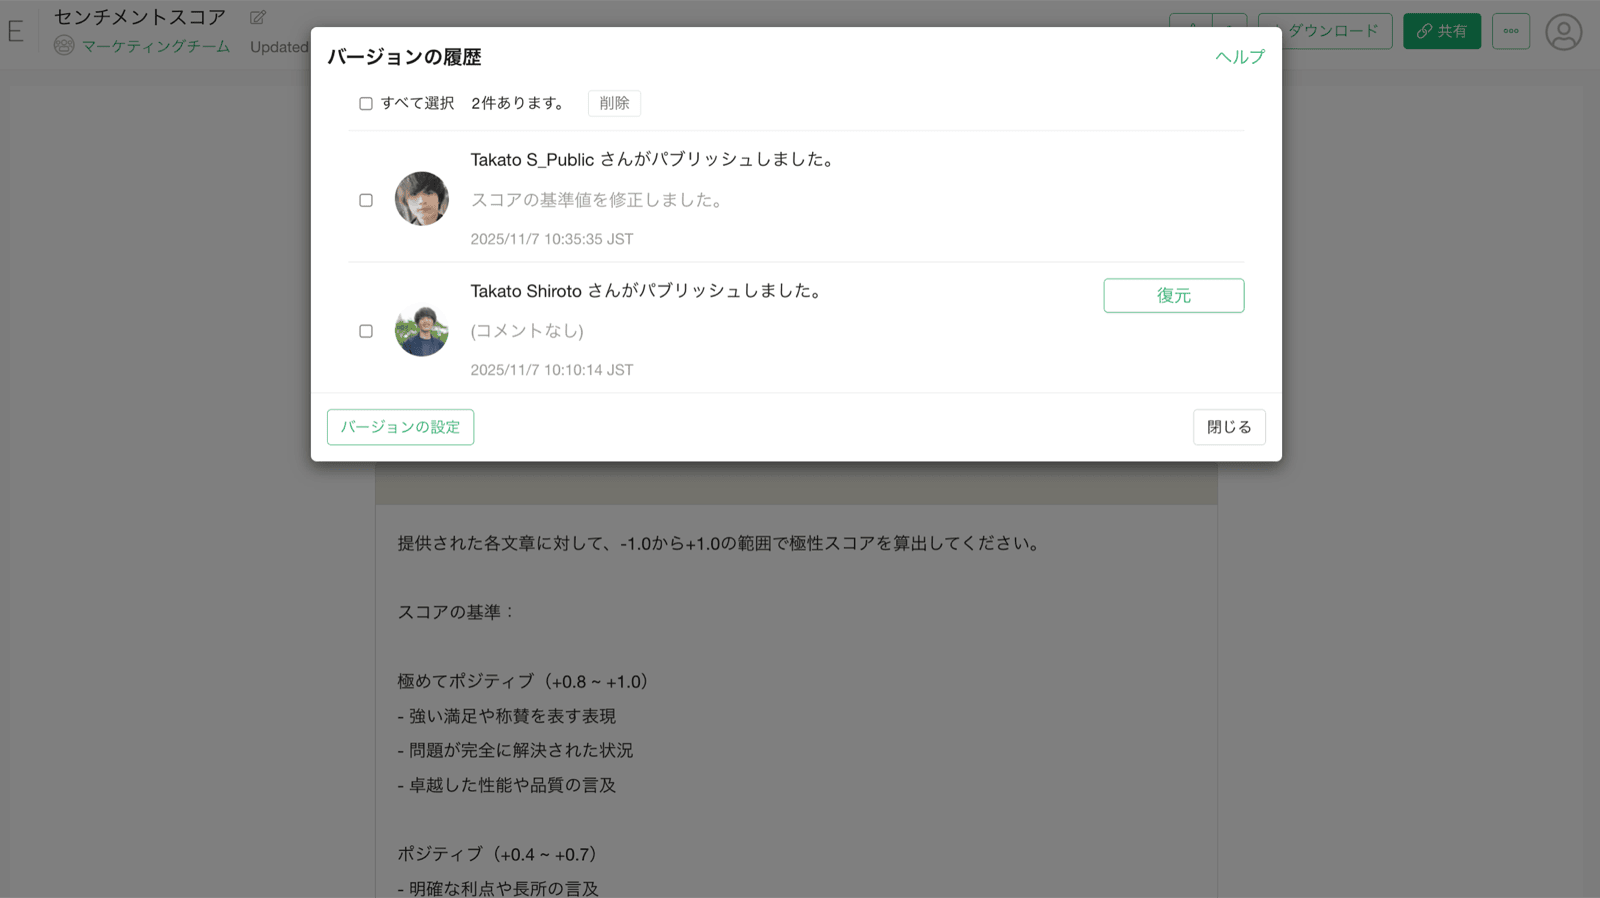 E
センチメントスコア
マーケティングチーム Updated
ダウンロード
共有
バージョンの履歴
ヘルプ
すべて選択 2件あります。 削除
Takato S_Public さんがパブリッシュしました。
スコアの基準値を修正しました。
2025/11/7 10:35:35 JST
Takato Shiroto さんがパブリッシュしました。
復元
(コメントなし)
2025/11/7 10:10:14 JST
バージョンの設定
閉じる
提供された各文章に対して、-1.0から+1.0の範囲で極性スコアを算出してください。
スコアの基準：
極めてポジティブ（+0.8 ~ +1.0）
- 強い満足や称賛を表す表現
- 問題が完全に解決された状況
- 卓越した性能や品質の言及
ポジティブ（+0.4 ~ +0.7）
- 明確な利点や長所の言及